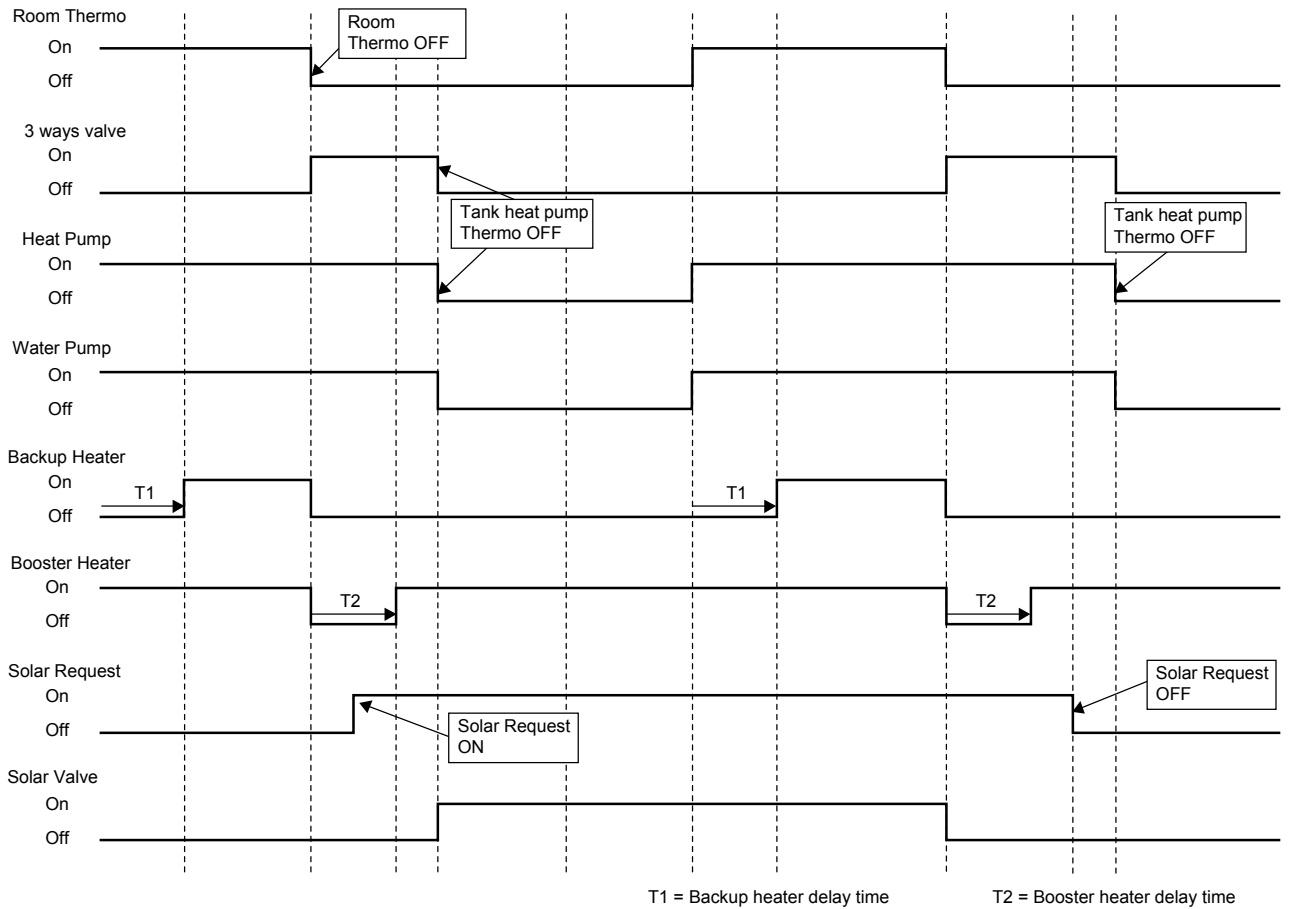 Room Thermo
On
Off
Room
Thermo OFF
3 ways valve
On
Off
Tank heat pump
Thermo OFF
Tank heat pump
Thermo OFF
Heat Pump
On
Off
Water Pump
On
Off
Backup Heater
On
Off
T1
T1
Booster Heater
On
Off
T2
T2
Solar Request
On
Off
Solar Request
ON
Solar Request
OFF
Solar Valve
On
Off
T1 = Backup heater delay time
T2 = Booster heater delay time